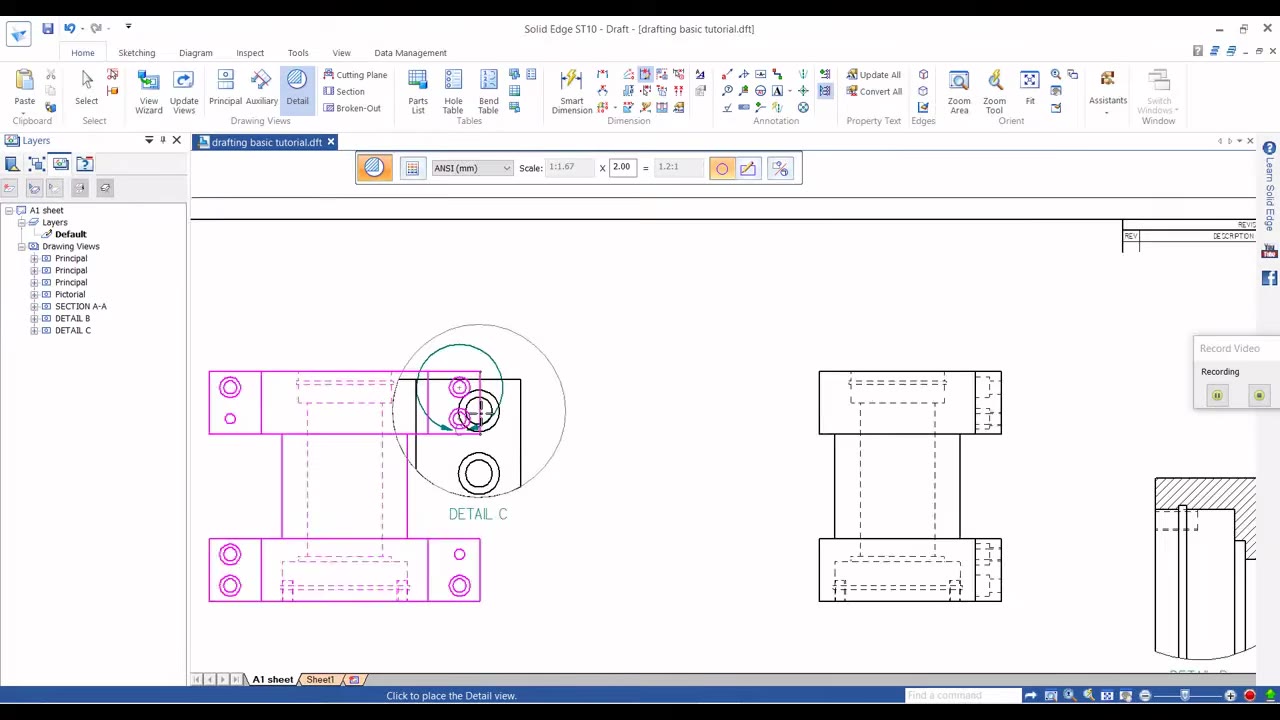 Solid Edge ST10 - Draft - [drafting basic tutorial.dft]
Home Sketching Diagram Inspect Tools View Data Management
Paste
Clipboard
Select
Select
View Wizard
Update Views
Principal
Auxiliary
Detail
Cutting Plane
Section
Broken-Out
Drawing Views
Parts List
Hole Table
Bend Table
Tables
Smart Dimension
Dimension
Annotation
Update All
Convert All
Property Text
Edges
Zoom Area
Zoom Tool
Fit
Orient
Assistants
Switch Windows
Window
Layers
drafting basic tutorial.dft
ANSI (mm) Scale: 1:1.67 X 2.00 = 1.2:1
A1 sheet
Layers
Default
Drawing Views
Principal
Principal
Principal
Pictorial
SECTION A-A
DETAIL B
DETAIL C
REV DESCRIPTION
Learn Solid Edge
You Tube
Record Video
Recording
DETAIL C
A1 sheet Sheet1
Click to place the Detail view.
Find a command